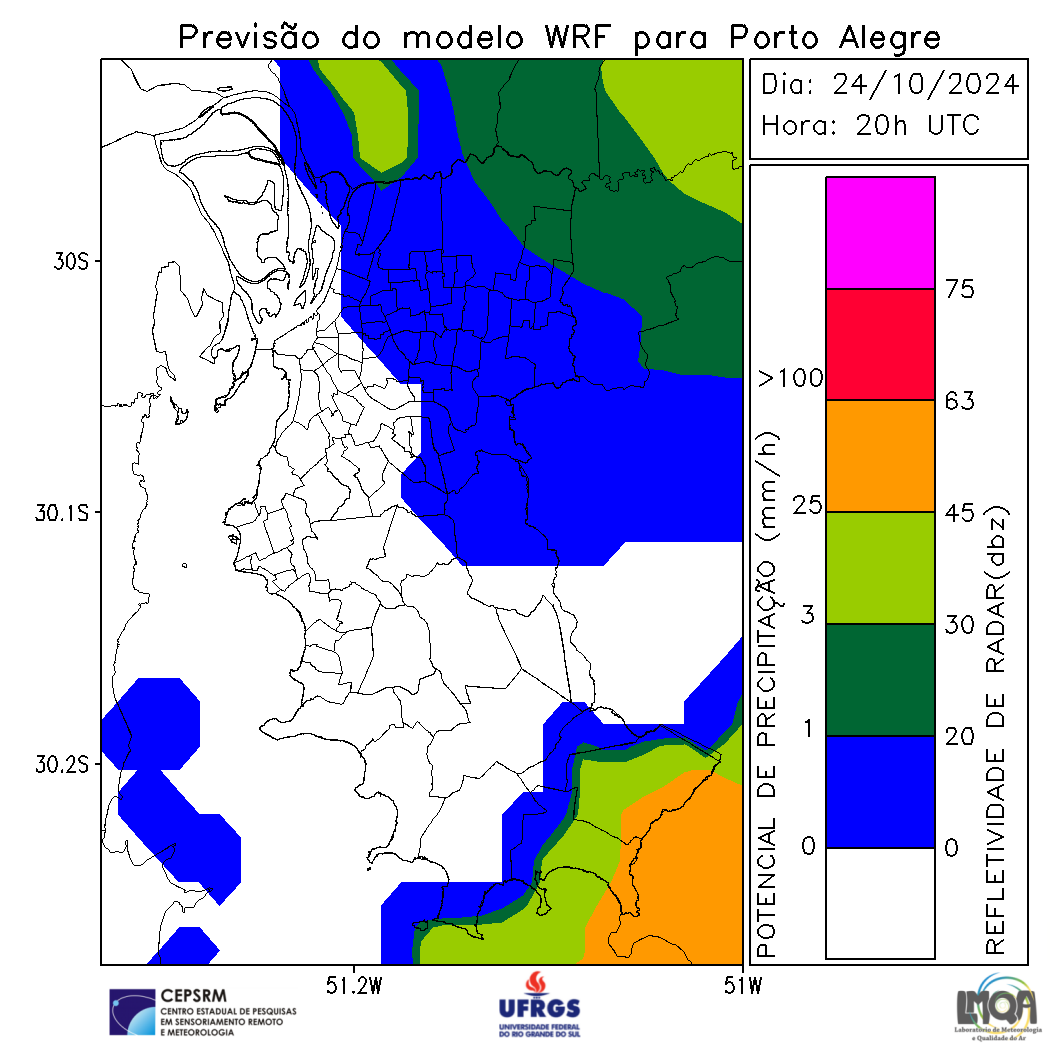 Previsão do modelo WRF para Porto Alegre
Dia: 24/10/2024
Hora: 20h UTC
30S
30.1S
30.2S
51.2W
51W
POTENCIAL DE PRECIPITAÇÃO (mm/h)
>100
25
3
1
0
75
63
45
30
20
0
REFLETIVIDADE DE RADAR(dbz)
CEPSRM
CENTRO ESTADUAL DE PESQUISAS
EM SENSORIAMENTO REMOTO
E METEOROLOGIA
UFRGS
UNIVERSIDADE FEDERAL
DO RIO GRANDE DO SUL
LMQA
Laboratório de Meteorologia
e Qualidade do Ar